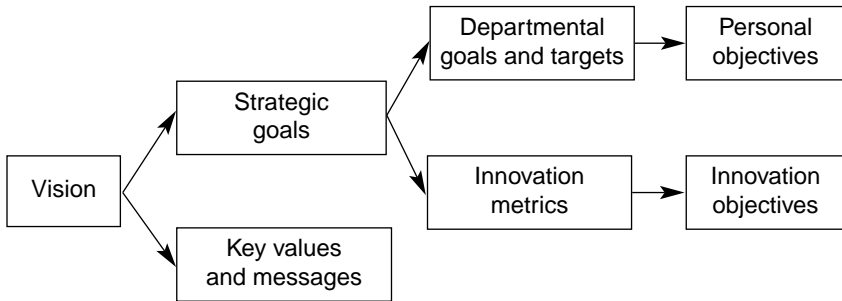 Departmental
goals and targets
Personal
objectives
Strategic
goals
Vision
Innovation
metrics
Innovation
objectives
Key values
and messages